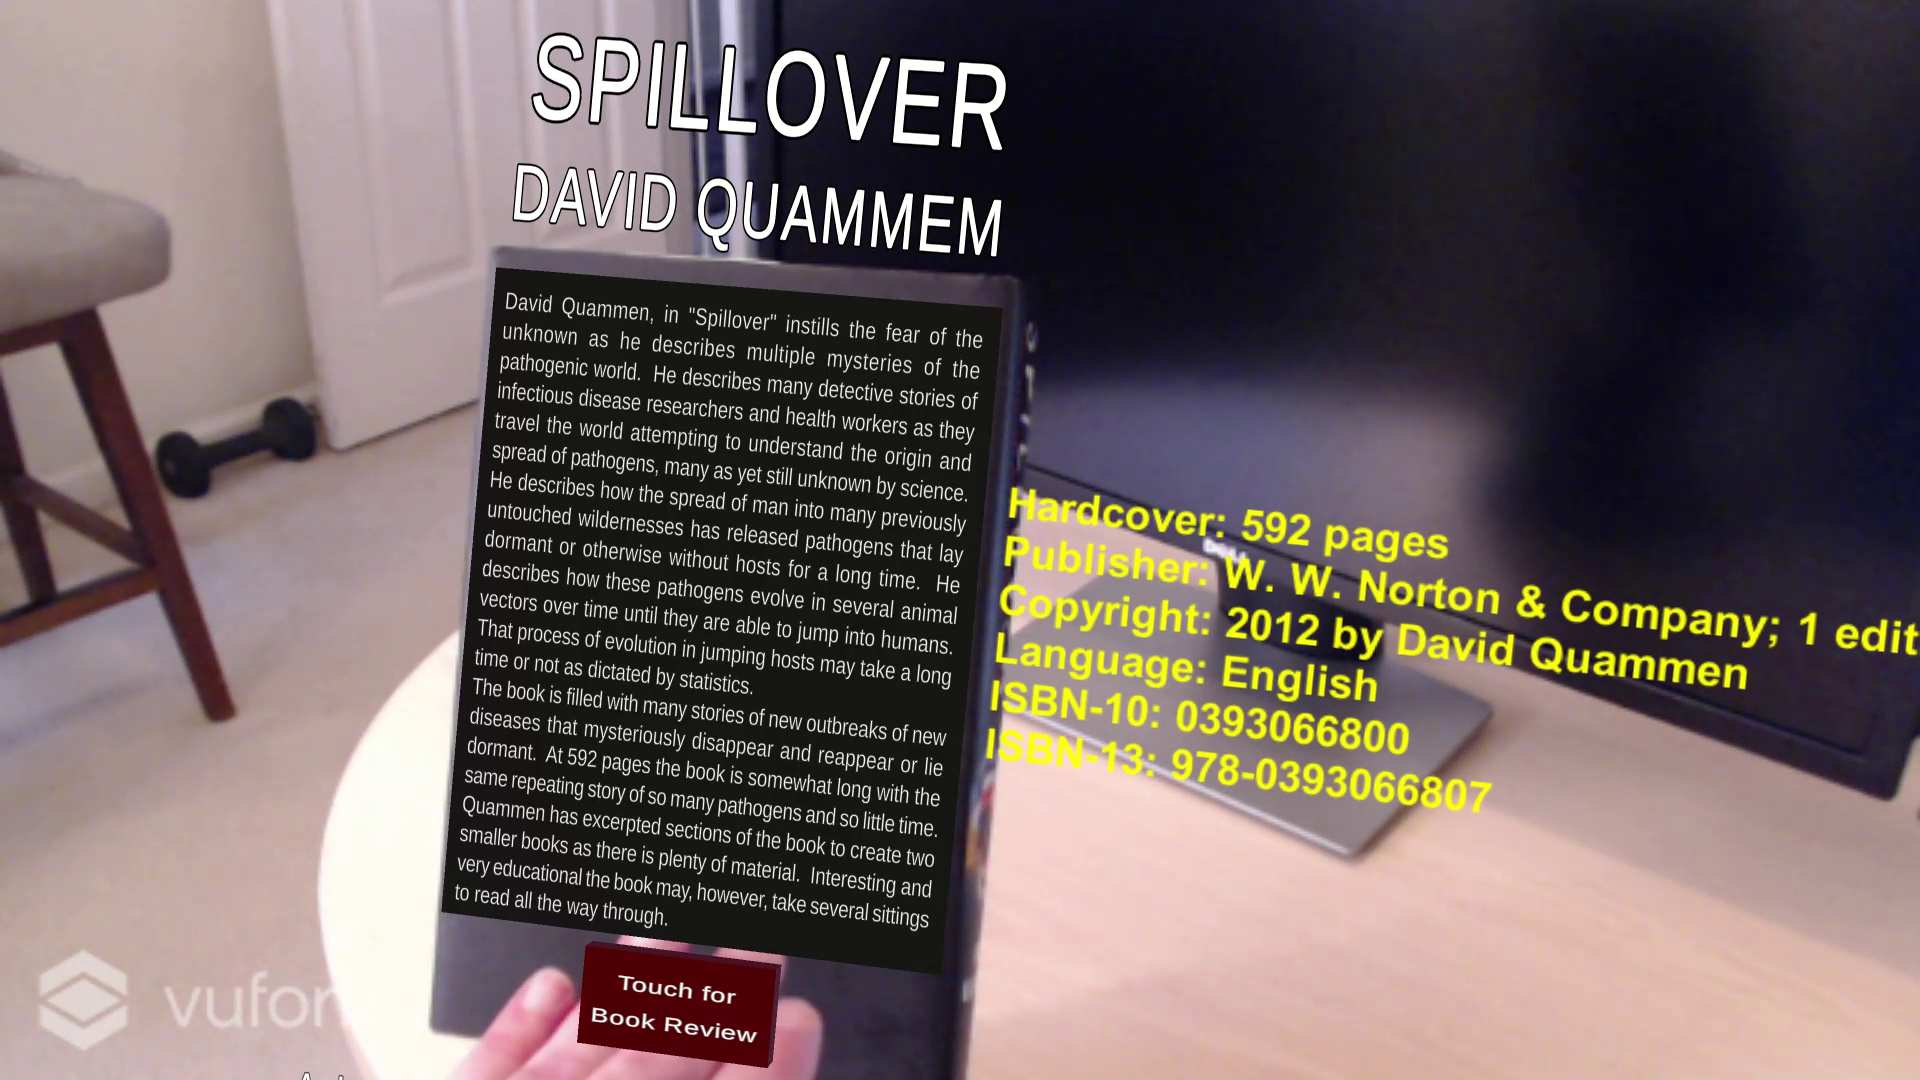 SPILLOVER
DAVID QUAMMEM
David Quammen, in "Spillover" instills the fear of the
unknown as he describes multiple mysteries of the
pathogenic world. He describes many detective stories of
infectious disease researchers and health workers as they
travel the world attempting to understand the origin and
spread of pathogens, many as yet still unknown by science.
He describes how the spread of man into many previously
untouched wildernesses has released pathogens that lay
dormant or otherwise without hosts for a long time. He
describes how these pathogens evolve in several animal
vectors over time until they are able to jump into humans.
That process of evolution in jumping hosts may take a long
time or not as dictated by statistics.
The book is filled with many stories of new outbreaks of new
diseases that mysteriously disappear and reappear or lie
dormant. At 592 pages the book is somewhat long with the
same repeating story of so many pathogens and so little time.
Quammen has excerpted sections of the book to create two
smaller books as there is plenty of material. Interesting and
very educational the book may, however, take several sittings
to read all the way through.
Hardcover: 592 pages
Publisher: W. W. Norton & Company; 1 edit
Copyright: 2012 by David Quammen
Language: English
ISBN-10: 0393066800
ISBN-13: 978-0393066807
Touch for
Book Review
vufor